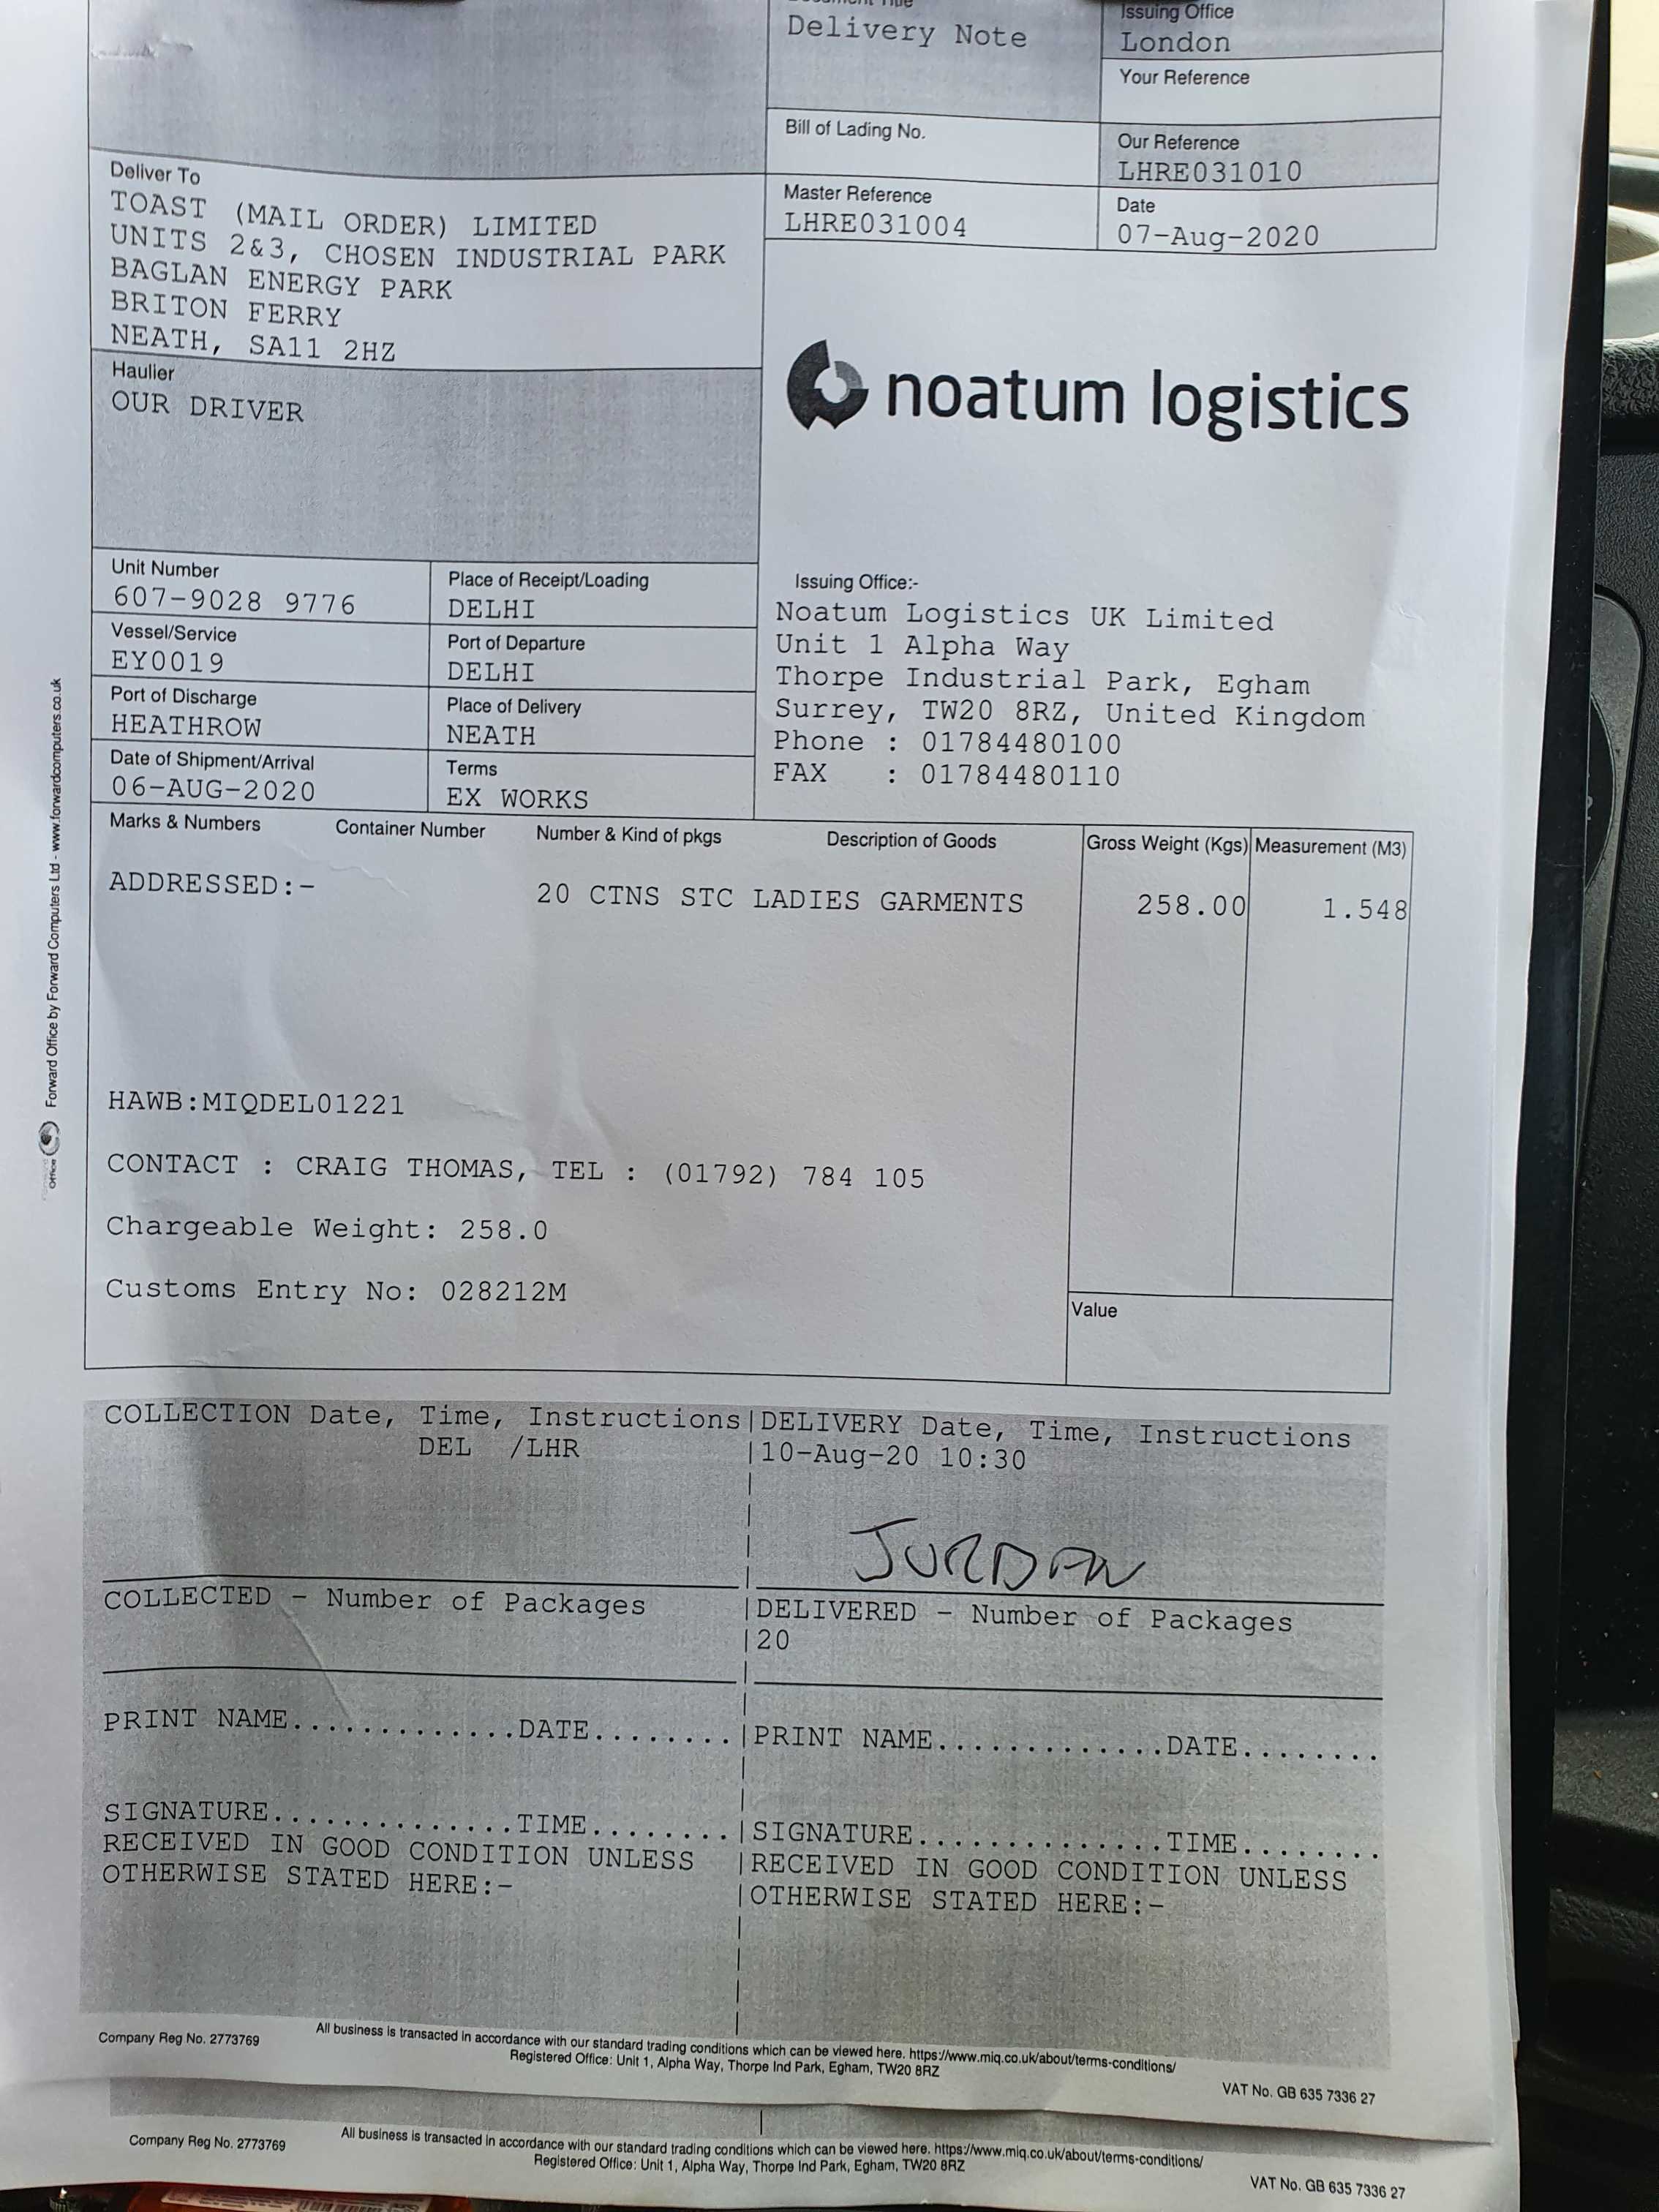 Delivery Note
Issuing Office
London
Your Reference
Bill of Lading No.
Our Reference
LHRE031010
Master Reference
LHRE031004
Date
07-Aug-2020
Deliver To
TOAST (MAIL ORDER) LIMITED
UNITS 2&3, CHOSEN INDUSTRIAL PARK
BAGLAN ENERGY PARK
BRITON FERRY
NEATH, SA11 2HZ
Haulier
OUR DRIVER
noatum logistics
Unit Number
607-9028 9776
Place of Receipt/Loading
DELHI
Vessel/Service
EY0019
Port of Departure
DELHI
Port of Discharge
HEATHROW
Place of Delivery
NEATH
Date of Shipment/Arrival
06-AUG-2020
Terms
EX WORKS
Issuing Office:-
Noatum Logistics UK Limited
Unit 1 Alpha Way
Thorpe Industrial Park, Egham
Surrey, TW20 8RZ, United Kingdom
Phone : 01784480100
FAX : 01784480110
Marks & Numbers Container Number Number & Kind of pkgs Description of Goods Gross Weight (Kgs) Measurement (M3)
ADDRESSED:- 20 CTNS STC LADIES GARMENTS 258.00 1.548
HAWB:MIQDEL01221
CONTACT : CRAIG THOMAS, TEL : (01792) 784 105
Chargeable Weight: 258.0
Customs Entry No: 028212M
Value
COLLECTION Date, Time, Instructions
DEL /LHR
DELIVERY Date, Time, Instructions
10-Aug-20 10:30
JORDAN
COLLECTED - Number of Packages
DELIVERED - Number of Packages
20
PRINT NAME.............DATE........
PRINT NAME.............DATE........
SIGNATURE..............TIME........
RECEIVED IN GOOD CONDITION UNLESS
OTHERWISE STATED HERE:-
SIGNATURE..............TIME........
RECEIVED IN GOOD CONDITION UNLESS
OTHERWISE STATED HERE:-
Company Reg No. 2773769
All business is transacted in accordance with our standard trading conditions which can be viewed here. https://www.miq.co.uk/about/terms-conditions/
Registered Office: Unit 1, Alpha Way, Thorpe Ind Park, Egham, TW20 8RZ
VAT No. GB 635 7336 27
Company Reg No. 2773769
All business is transacted in accordance with our standard trading conditions which can be viewed here. https://www.miq.co.uk/about/terms-conditions/
Registered Office: Unit 1, Alpha Way, Thorpe Ind Park, Egham, TW20 8RZ
VAT No. GB 635 7336 27
Office
Forward Office by Forward Computers Ltd - www.forwardcomputers.co.uk